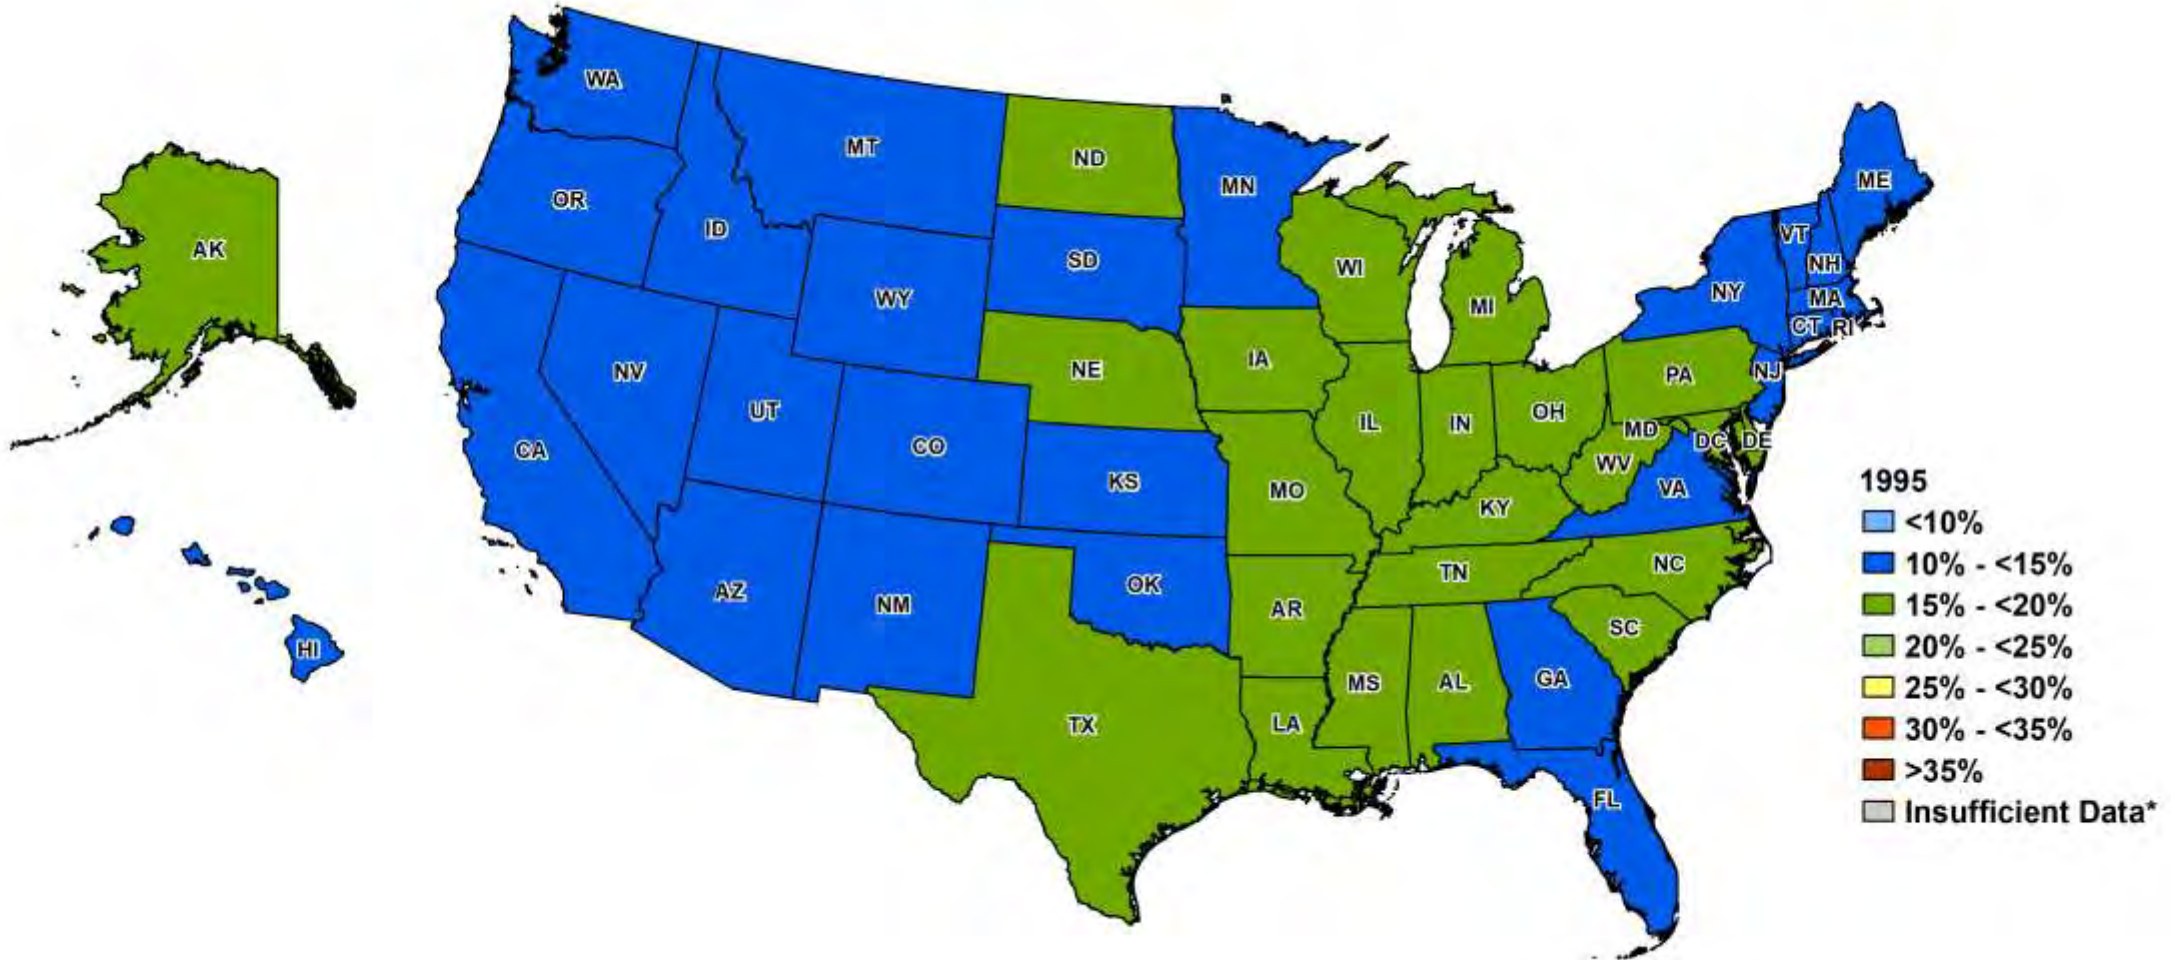 WA
MT
ND
MN
ME
OR
ID
AK
SD
WI
VT
NH
WY
NY
MA
MI
CT
RI
IA
NV
NE
PA
NJ
UT
OH
IL
IN
MD
DC
DE
CO
CA
WV
KS
MO
VA
KY
1995
<10%
10% - <15%
15% - <20%
20% - <25%
25% - <30%
30% - <35%
>35%
Insufficient Data*
TN
NC
OK
AZ
NM
AR
SC
HI
MS
AL
GA
TX
LA
FL